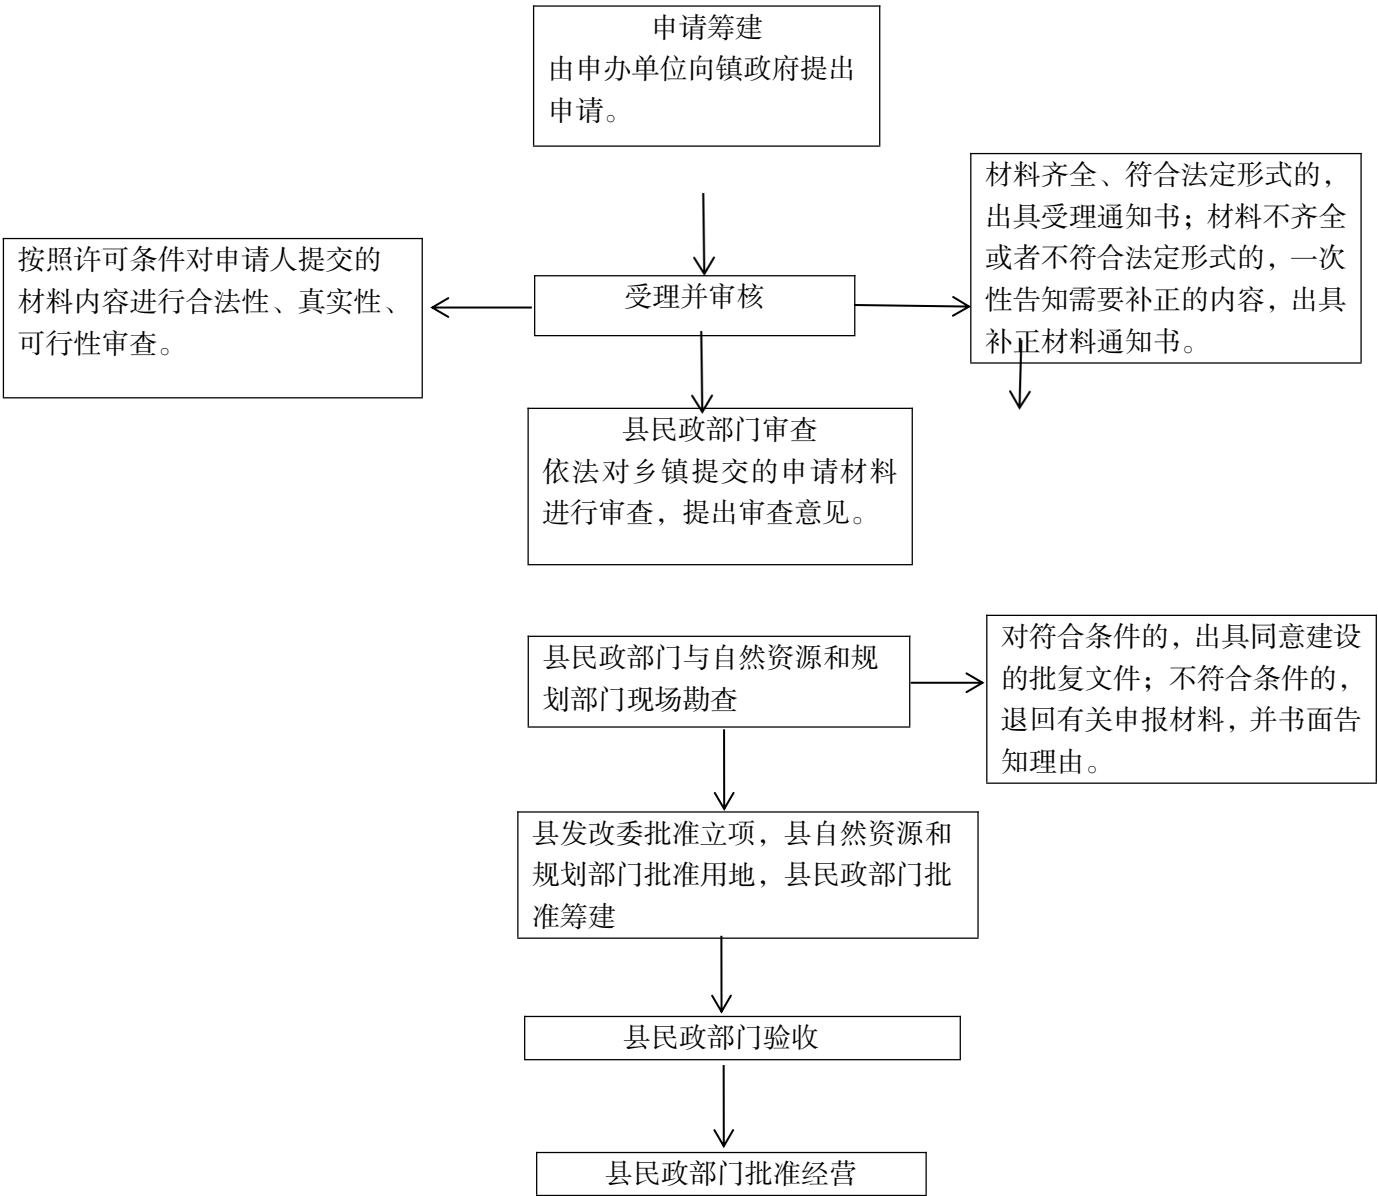 申请筹建
由申办单位向镇政府提出
申请。
材料齐全、符合法定形式的，
出具受理通知书；材料不齐全
或者不符合法定形式的，一次
性告知需要补正的内容，出具
补正材料通知书。
按照许可条件对申请人提交的
材料内容进行合法性、真实性、
可行性审查。
受理并审核
县民政部门审查
依法对乡镇提交的申请材料
进行审查，提出审查意见。
县民政部门与自然资源和规
划部门现场勘查
对符合条件的，出具同意建设
的批复文件；不符合条件的，
退回有关申报材料，并书面告
知理由。
县发改委批准立项，县自然资源和
规划部门批准用地，县民政部门批
准筹建
县民政部门验收
县民政部门批准经营